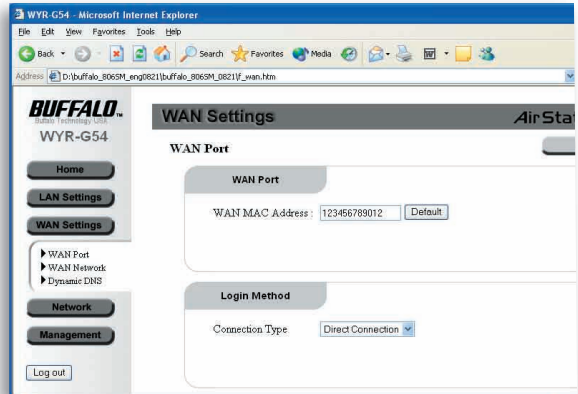 WYR-G54 - Microsoft Internet Explorer
File Edit View Favorites Tools Help
Back Search Favorites Media
Address D:\buffalo_8065M_eng0821\buffalo_8065M_0821\f_wan.htm
BUFFALO™
Buffalo Technology USA
WYR-G54
WAN Settings
AirSta
Home
LAN Settings
WAN Settings
WAN Port
WAN Network
Dynamic DNS
Network
Management
Log out
WAN Port
WAN Port
WAN MAC Address : 123456789012 Default
Login Method
Connection Type Direct Connection